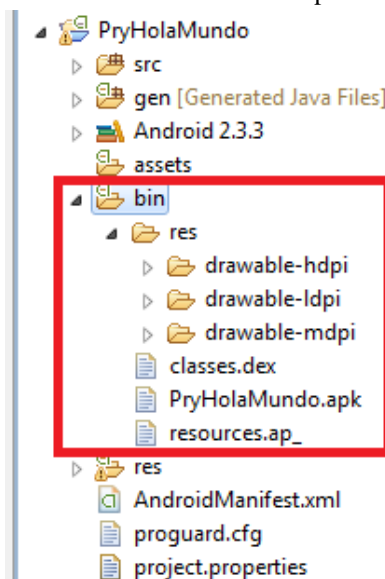 PryHolaMundo
src
gen [Generated Java Files]
Android 2.3.3
assets
bin
res
drawable-hdpi
drawable-ldpi
drawable-mdpi
classes.dex
PryHolaMundo.apk
resources.ap_
res
AndroidManifest.xml
proguard.cfg
project.properties